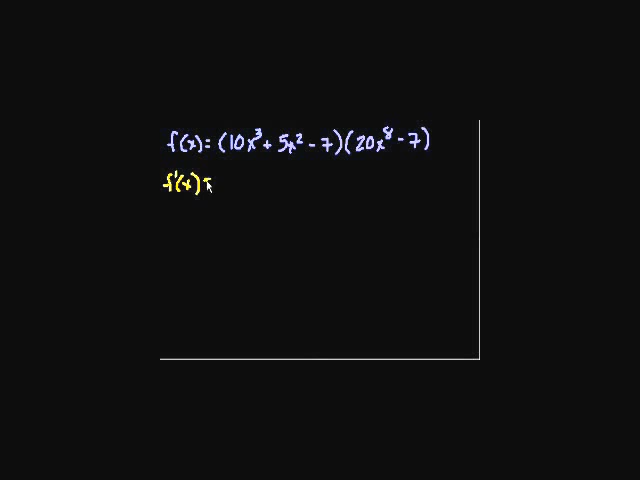 f(x) = (10x³ + 5x² - 7)(20x⁸ - 7)
f'(x) =